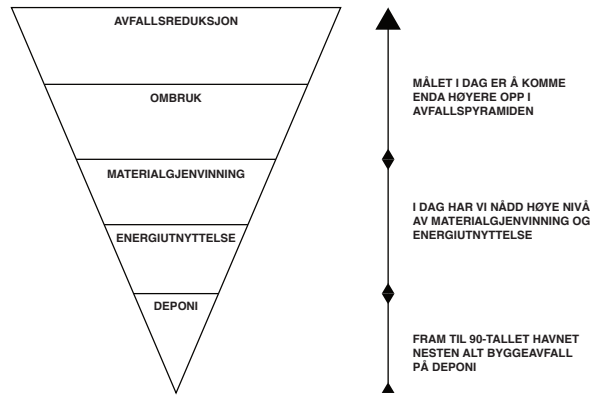 AVFALLSREDUKSJON
OMBRUK
MATERIALGJENVINNING
ENERGIUTNYTTELSE
DEPONI
MÅLET I DAG ER Å KOMME
ENDA HØYERE OPP I
AVFALLSPYRAMIDEN
I DAG HAR VI NÅDD HØYE NIVÅ
AV MATERIALGJENVINNING OG
ENERGIUTNYTTELSE
FRAM TIL 90-TALLET HAVNET
NESTEN ALT BYGGEAVFALL
PÅ DEPONI